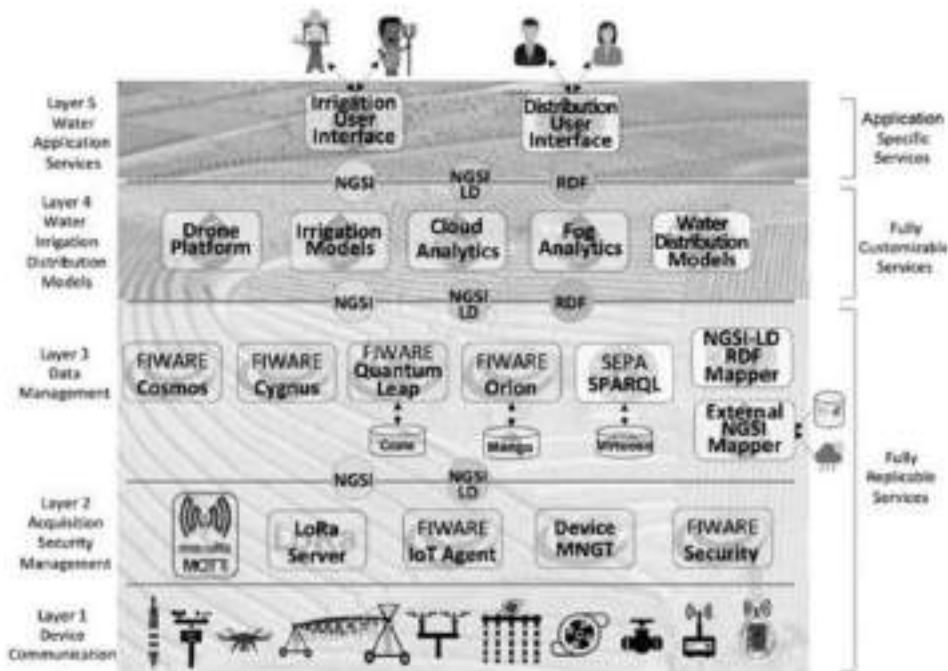 Layer 5
Water
Application
Services
Irrigation
User
Interface
Distribution
User
Interface
Application
Specific
Services
NGSI
NGSI
LD
RDF
Layer 4
Water
Irrigation
Distribution
Models
Drone
Platform
Irrigation
Models
Cloud
Analytics
Fog
Analytics
Water
Distribution
Models
Fully
Customizable
Services
NGSI
NGSI
LD
RDF
Layer 3
Data
Management
FIWARE
Cosmos
FIWARE
Cygnus
FIWARE
Quantum
Leap
FIWARE
Orion
SEPA
SPARQL
NGSI-LD
RDF
Mapper
External
NGSI
Mapper
Crate
Mongo
Virtuoso
Fully
Replicable
Services
NGSI
NGSI
LD
Layer 2
Acquisition
Security
Management
MQTT
LoRa
Server
FIWARE
IoT Agent
Device
MNGT
FIWARE
Security
Layer 1
Device
Communication